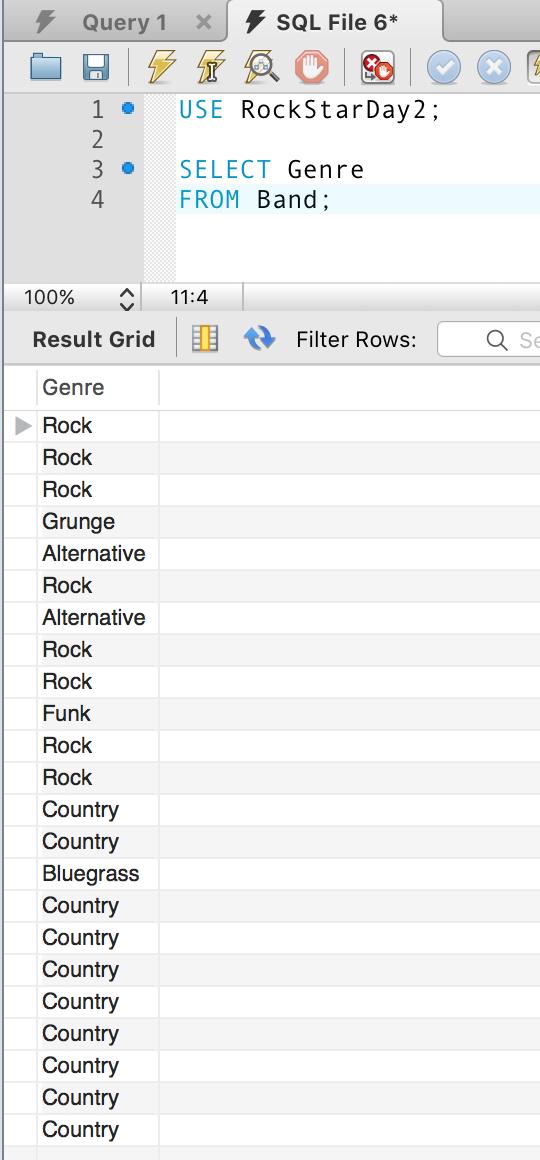 Query 1
SQL File 6*
1 USE RockStarDay2;
2
3 SELECT Genre
4 FROM Band;
100% 11:4
Result Grid Filter Rows:
Genre
Rock
Rock
Rock
Grunge
Alternative
Rock
Alternative
Rock
Rock
Funk
Rock
Rock
Country
Country
Bluegrass
Country
Country
Country
Country
Country
Country
Country
Country